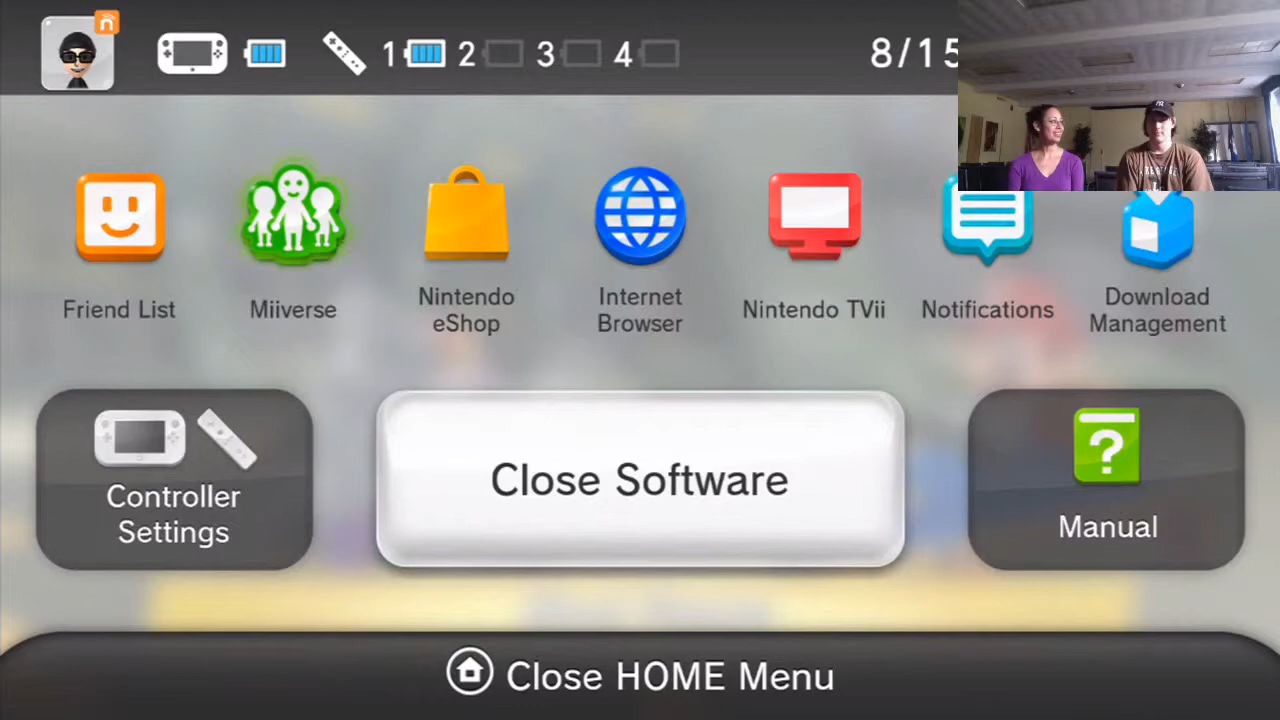 1 2 3 4 8/15
Friend List
Miiverse
Nintendo
eShop
Internet
Browser
Nintendo TVii
Notifications
Download
Management
Controller
Settings
Close Software
Manual
Close HOME Menu